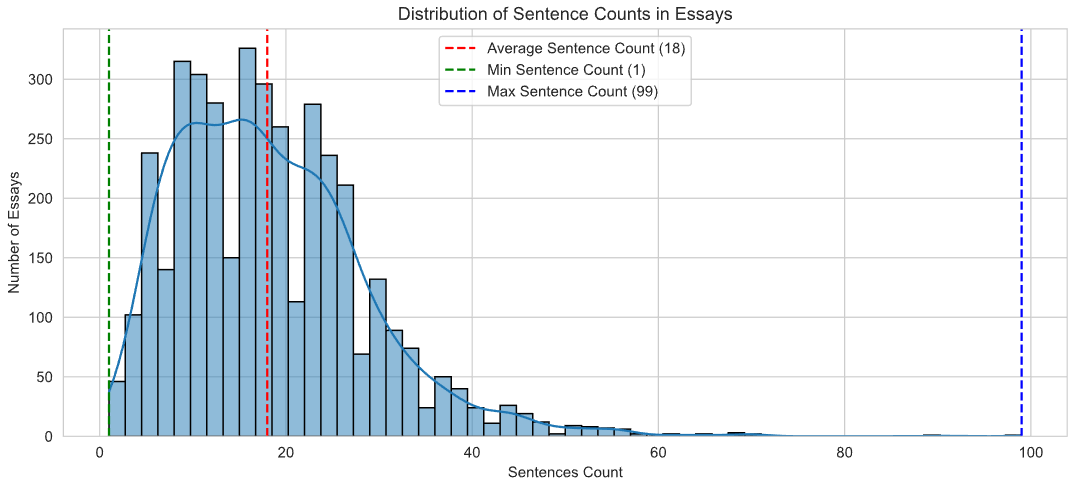 Distribution of Sentence Counts in Essays
Average Sentence Count (18)
Min Sentence Count (1)
Max Sentence Count (99)
Number of Essays
300
250
200
150
100
50
0
0 20 40 60 80 100
Sentences Count